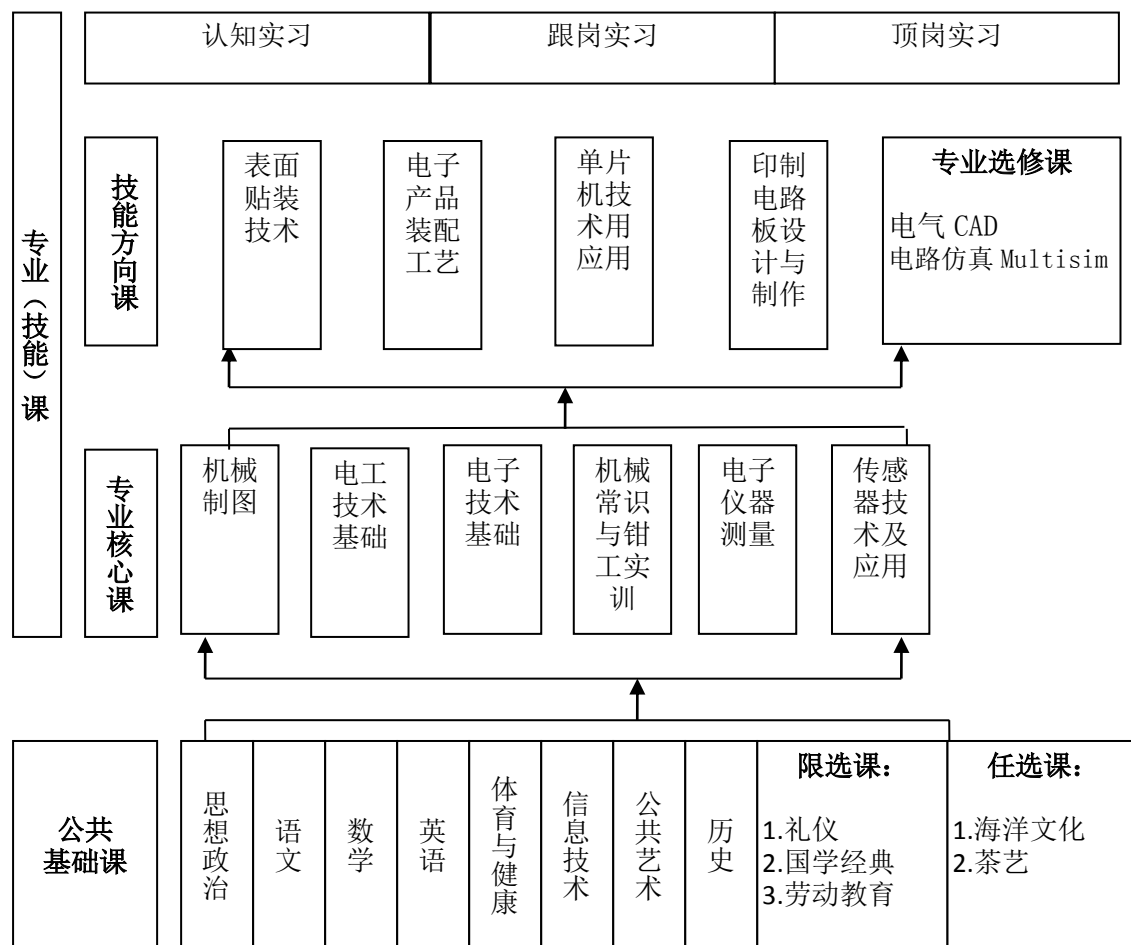 认知实习
跟岗实习
顶岗实习
专业（技能）课
技能方向课
表面
贴装
技术
电子
产品
装配
工艺
单片
机技
术用
应用
印制
电路
板设
计与
制作
专业选修课
电气 CAD
电路仿真 Multisim
专业核心课
机械
制图
电工
技术
基础
电子
技术
基础
机械
常识
与钳
工实
训
电子
仪器
测量
传感
器技
术及
应用
公共
基础课
思想政治
语文
数学
英语
体育与健康
信息技术
公共艺术
历史
限选课：
1.礼仪
2.国学经典
3.劳动教育
任选课：
1.海洋文化
2.茶艺